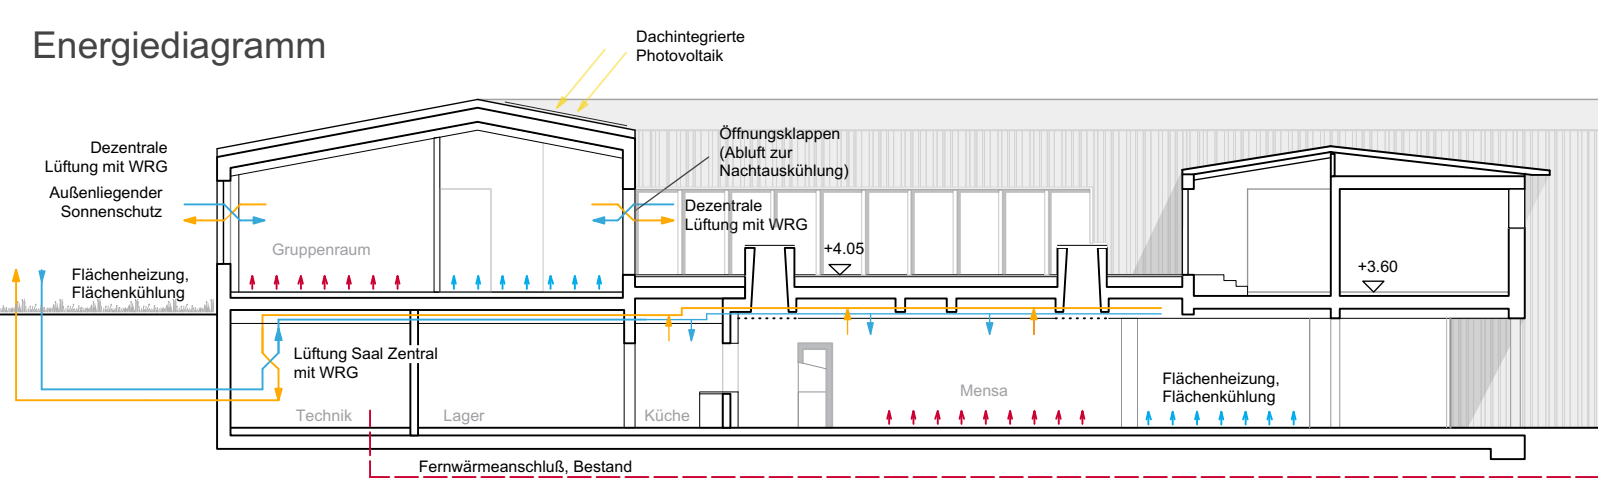 Energiediagramm
Dachintegrierte
Photovoltaik
Dezentrale
Lüftung mit WRG
Außenliegender
Sonnenschutz
Öffnungsklappen
(Abluft zur
Nachtauskühlung)
Dezentrale
Lüftung mit WRG
Gruppenraum
+4.05
+3.60
Flächenheizung,
Flächenkühlung
Lüftung Saal Zentral
mit WRG
Technik
Lager
Küche
Mensa
Flächenheizung,
Flächenkühlung
Fernwärmeanschluß, Bestand